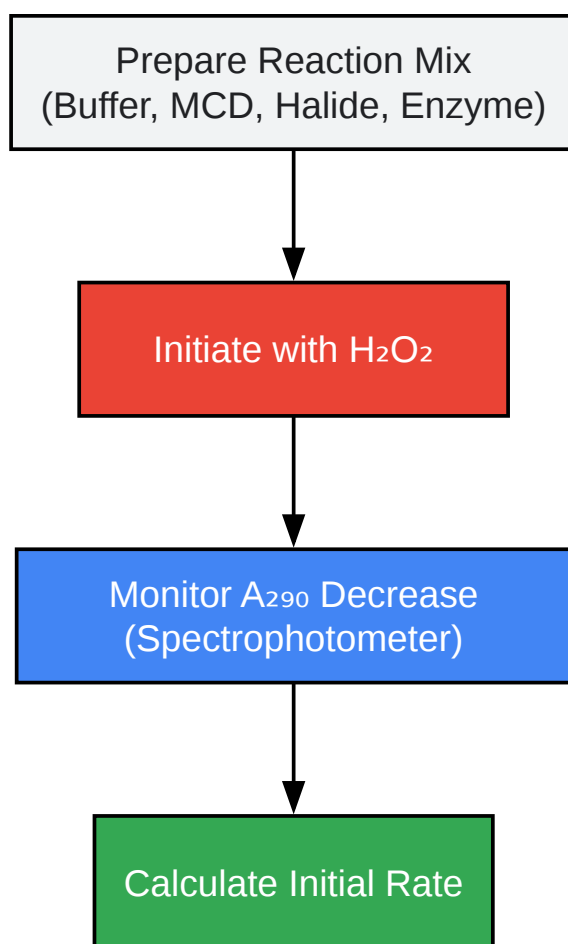 Prepare Reaction Mix
(Buffer, MCD, Halide, Enzyme)
Initiate with H₂O₂
Monitor A₂₉₀ Decrease
(Spectrophotometer)
Calculate Initial Rate